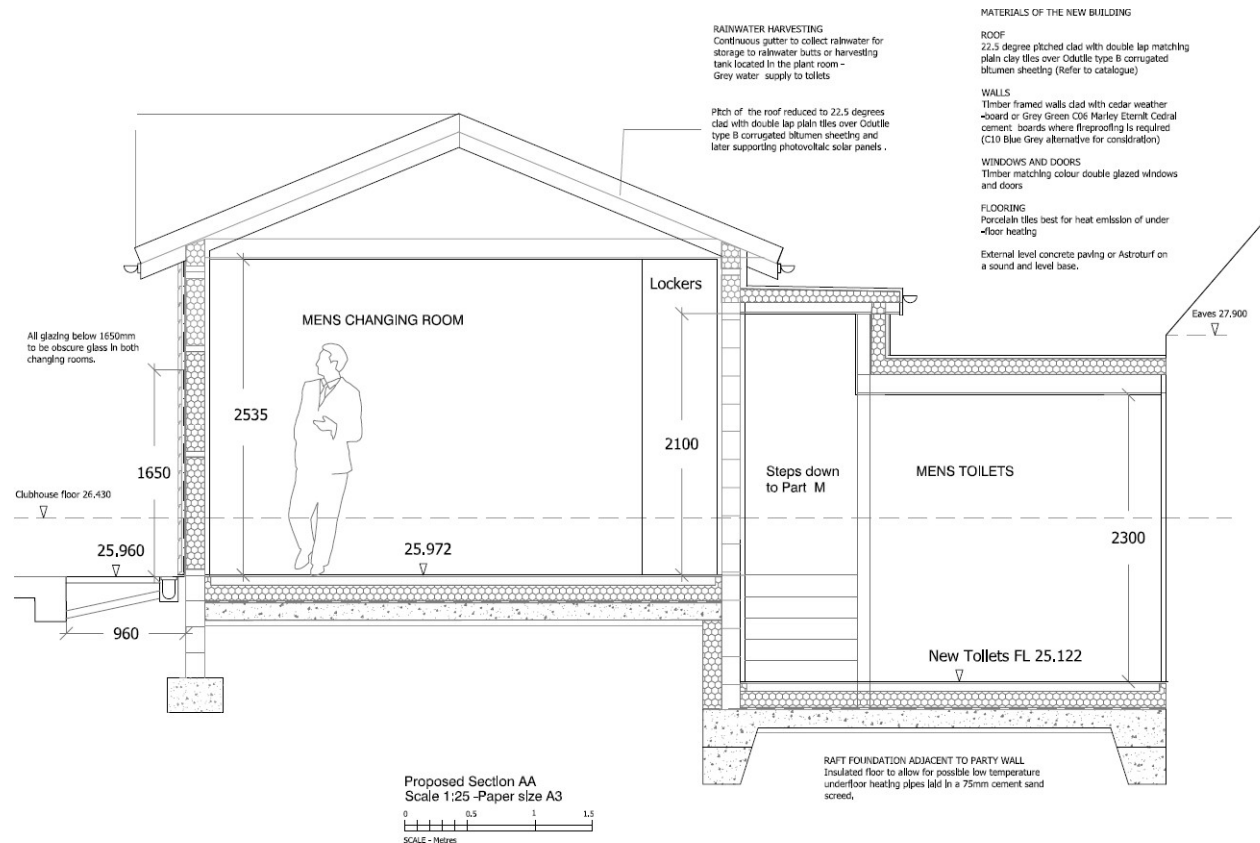 RAINWATER HARVESTING
Continuous gutter to collect rainwater for
storage to rainwater butts or harvesting
tank located in the plant room –
Grey water supply to toilets
Pitch of the roof reduced to 22.5 degrees
clad with double lap plain tiles over Odutile
type B corrugated bitumen sheeting and
later supporting photovoltaic solar panels .
MATERIALS OF THE NEW BUILDING
ROOF
22.5 degree pitched clad with double lap matching
plain clay tiles over Odutile type B corrugated
bitumen sheeting (Refer to catalogue)
WALLS
Timber framed walls clad with cedar weather
-board or Grey Green C06 Marley Eternit Cedral
cement boards where fireproofing is required
(C10 Blue Grey alternative for considration)
WINDOWS AND DOORS
Timber matching colour double glazed windows
and doors
FLOORING
Porcelain tiles best for heat emission of under
-floor heating
External level concrete paving or Astroturf on
a sound and level base.
Eaves 27.900
Lockers
MENS CHANGING ROOM
All glazing below 1650mm
to be obscure glass in both
changing rooms.
2535
1650
2100
Steps down
to Part M
MENS TOILETS
Clubhouse floor 26.430
2300
25.960
25.972
960
New Toilets FL 25.122
RAFT FOUNDATION ADJACENT TO PARTY WALL
Insulated floor to allow for possible low temperature
underfloor heating pipes laid in a 75mm cement sand
screed,
Proposed Section AA
Scale 1:25 -Paper size A3
0 0.5 1 1.5
SCALE - Metres